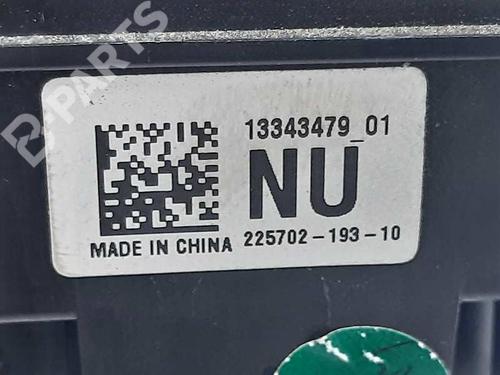 B-PARTS
13343479_01
NU
MADE IN CHINA 225702-193-10